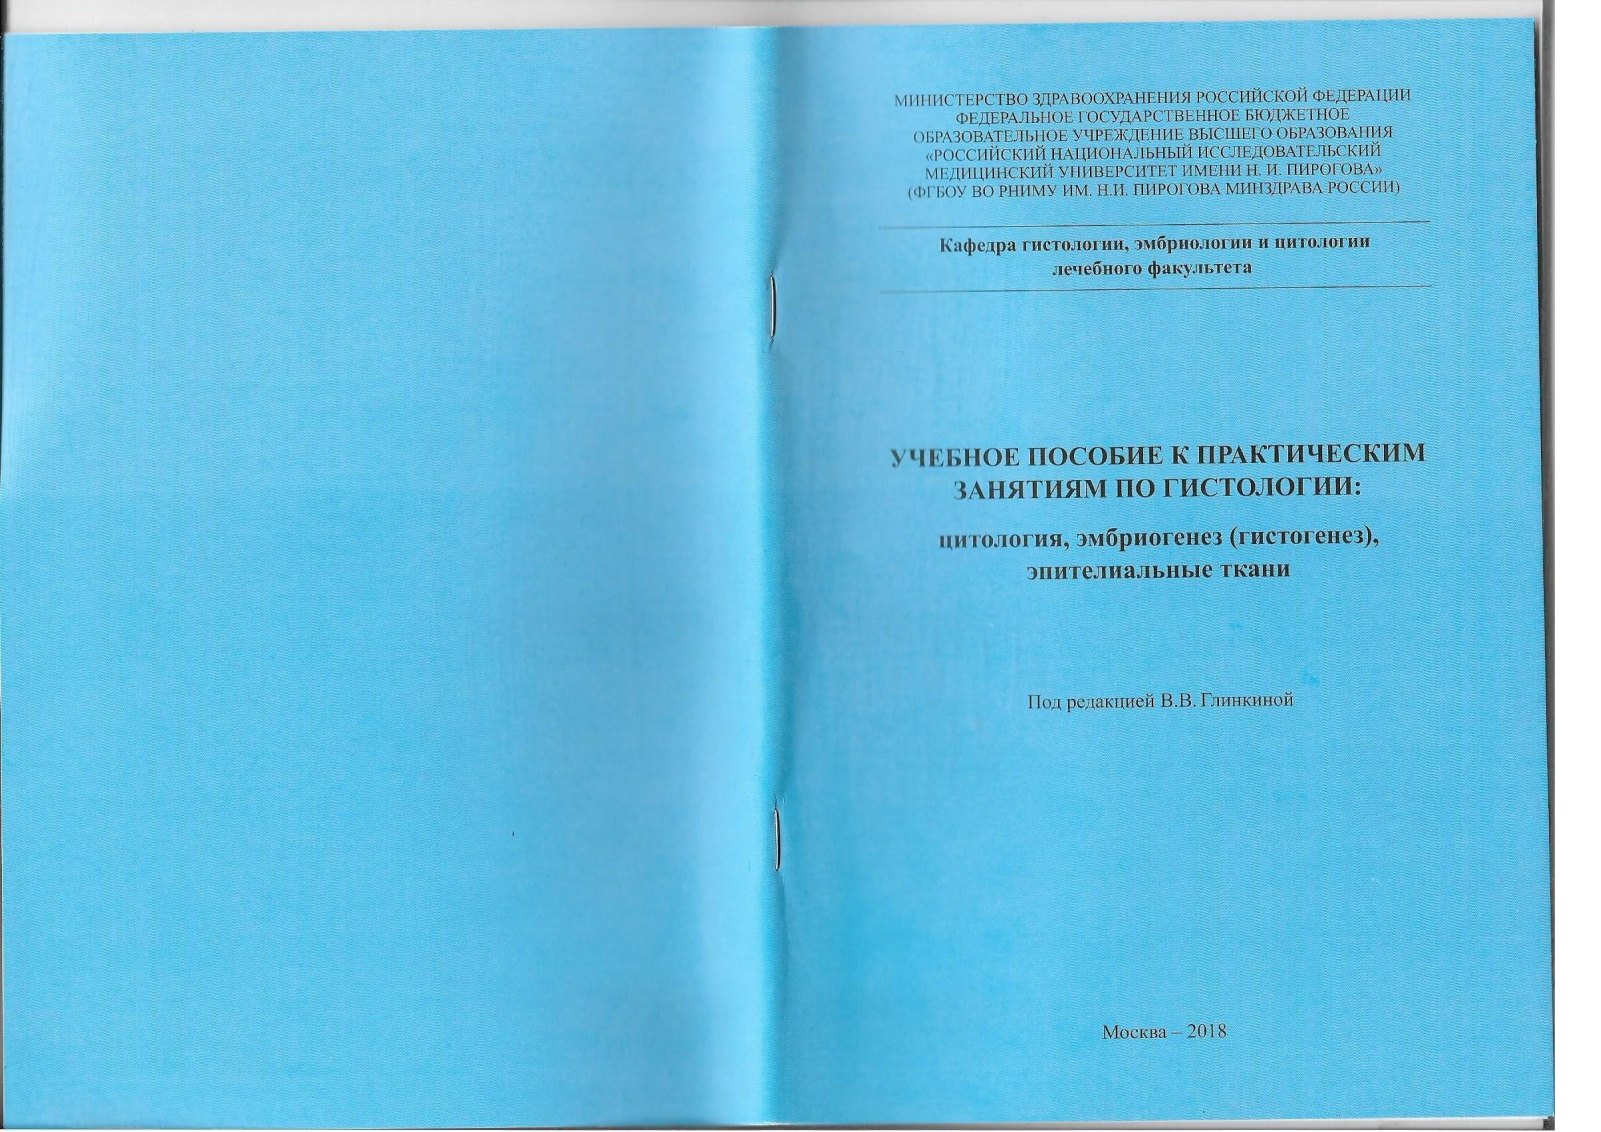 МИНИСТЕРСТВО ЗДРАВООХРАНЕНИЯ РОССИЙСКОЙ ФЕДЕРАЦИИ
ФЕДЕРАЛЬНОЕ ГОСУДАРСТВЕННОЕ БЮДЖЕТНОЕ
ОБРАЗОВАТЕЛЬНОЕ УЧРЕЖДЕНИЕ ВЫСШЕГО ОБРАЗОВАНИЯ
«РОССИЙСКИЙ НАЦИОНАЛЬНЫЙ ИССЛЕДОВАТЕЛЬСКИЙ
МЕДИЦИНСКИЙ УНИВЕРСИТЕТ ИМЕНИ Н. И. ПИРОГОВА»
(ФГБОУ ВО РНИМУ ИМ. Н.И. ПИРОГОВА МИНЗДРАВА РОССИИ)
Кафедра гистологии, эмбриологии и цитологии
лечебного факультета
УЧЕБНОЕ ПОСОБИЕ К ПРАКТИЧЕСКИМ
ЗАНЯТИЯМ ПО ГИСТОЛОГИИ:
цитология, эмбриогенез (гистогенез),
эпителиальные ткани
Под редакцией В.В. Глинкиной
Москва – 2018